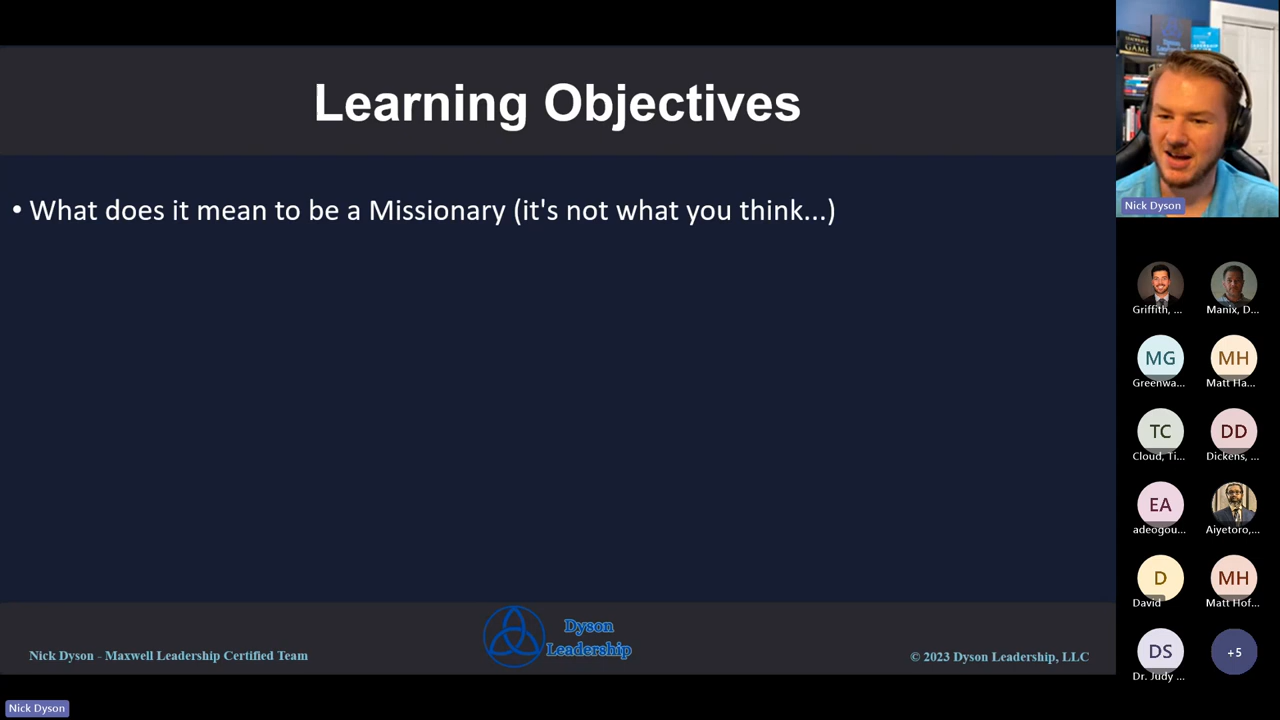 Learning Objectives
• What does it mean to be a Missionary (it's not what you think...)
Nick Dyson - Maxwell Leadership Certified Team
Dyson
Leadership
© 2023 Dyson Leadership, LLC
Nick Dyson
GAME
Nick Dyson
Griffith, ...
Manix, D...
MG
MH
Greenwa...
Matt Ha...
TC
DD
Cloud, Ti...
Dickens, ...
EA
adeogou...
Aiyetoro,...
D
MH
David
Matt Hof...
DS
+5
Dr. Judy ...